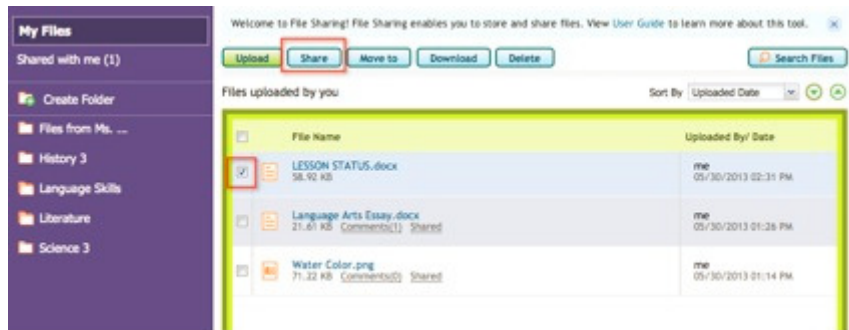 My Files
Shared with me (1)
Create Folder
Files from Ms. ...
History 3
Language Skills
Literature
Science 3
Welcome to File Sharing! File Sharing enables you to store and share files. View User Guide to learn more about this tool.
Upload Share Move to Download Delete Search Files
Files uploaded by you Sort By Uploaded Date
File Name Uploaded By/ Date
LESSON STATUS.docx me
58.92 KB 05/30/2013 02:31 PM
Language Arts Essay.docx me
21.61 KB Comments(1) Shared 05/30/2013 01:26 PM
Water Color.png me
71.22 KB Comments(0) Shared 05/30/2013 01:14 PM